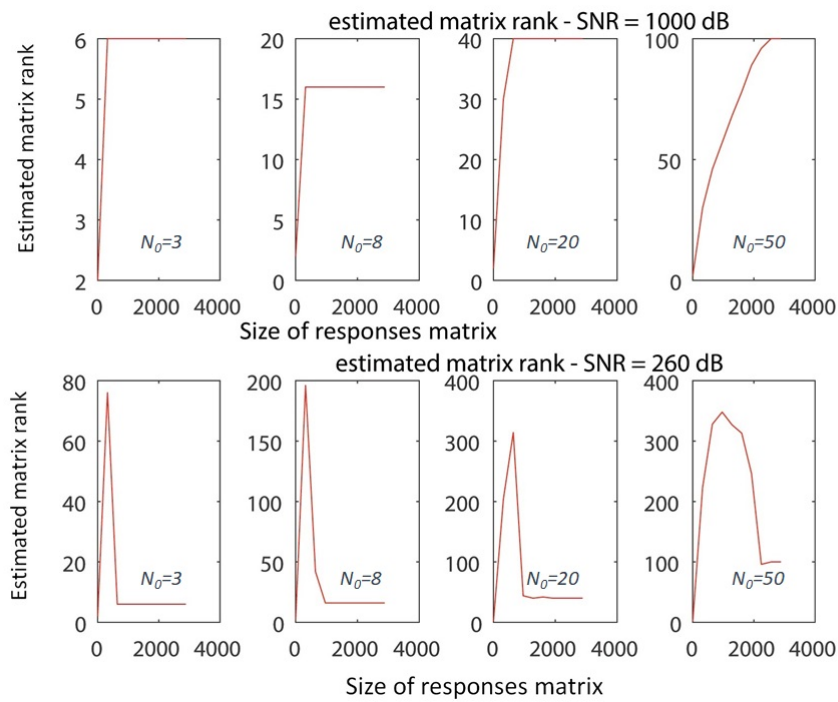 estimated matrix rank - SNR = 1000 dB
Estimated matrix rank
6
5
4
3
2
0 2000 4000
N0=3
20
15
10
5
0
0 2000 4000
N0=8
40
30
20
10
0
0 2000 4000
N0=20
100
50
0
0 2000 4000
N0=50
Size of responses matrix
estimated matrix rank - SNR = 260 dB
Estimated matrix rank
80
60
40
20
0
0 2000 4000
N0=3
200
150
100
50
0
0 2000 4000
N0=8
400
300
200
100
0
0 2000 4000
N0=20
400
300
200
100
0
0 2000 4000
N0=50
Size of responses matrix